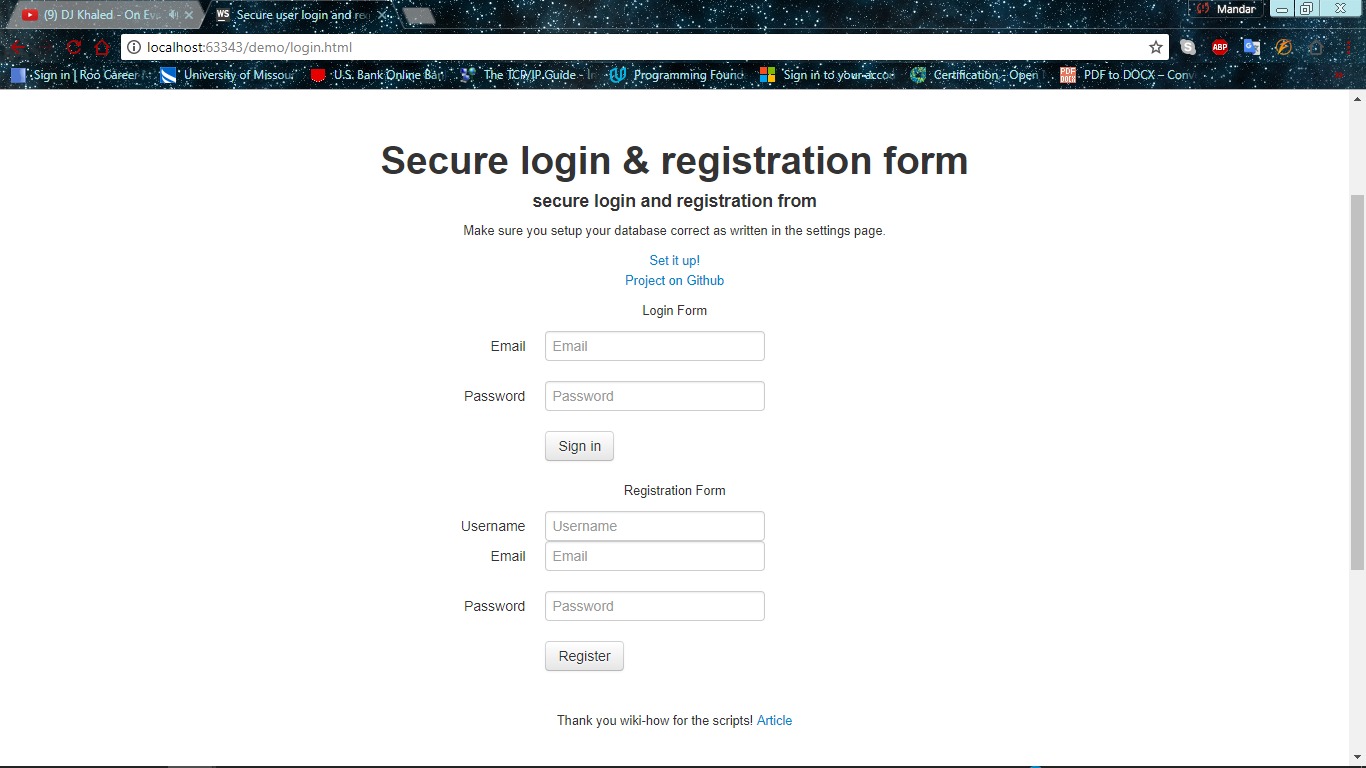 (9) DJ Khaled - On Ev
Secure user login and re
Mandar
localhost:63343/demo/login.html
ABP
Sign in | Roo Career
University of Missou
U.S. Bank Online Ban
The TCP/IP Guide - In
Programming Found
Sign in to your acco
Certification - Open
PDF to DOCX – Con
Secure login & registration form
secure login and registration from
Make sure you setup your database correct as written in the settings page.
Set it up!
Project on Github
Login Form
Email Email
Password Password
Sign in
Registration Form
Username Username
Email Email
Password Password
Register
Thank you wiki-how for the scripts! Article